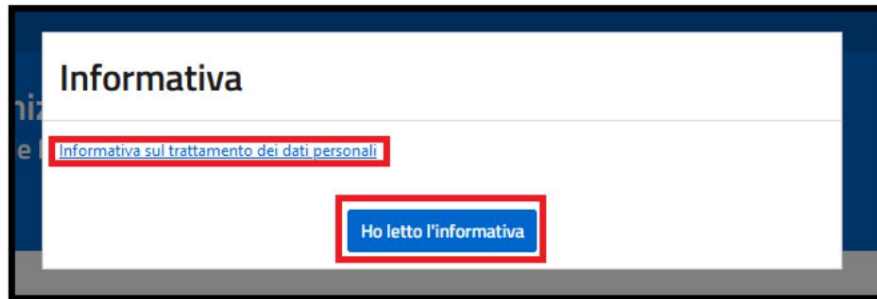 Informativa
Informativa sul trattamento dei dati personali
Ho letto l'informativa